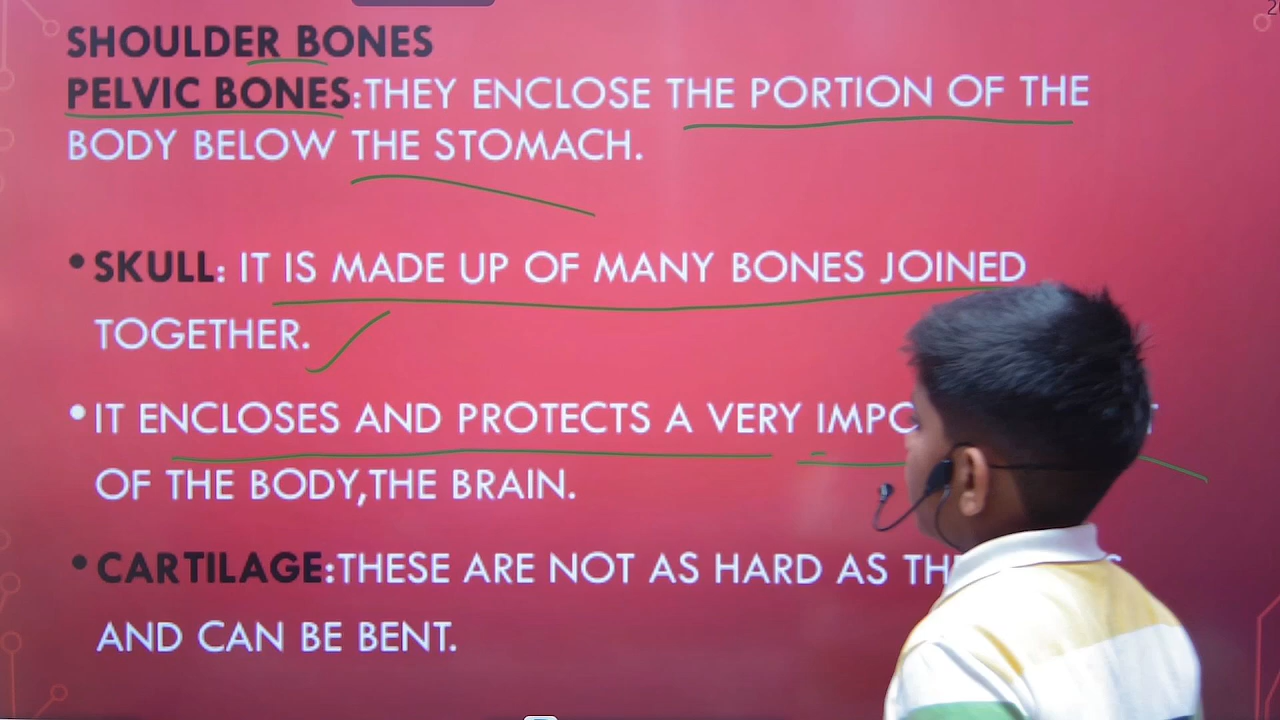 SHOULDER BONES
PELVIC BONES:THEY ENCLOSE THE PORTION OF THE
BODY BELOW THE STOMACH.
•SKULL: IT IS MADE UP OF MANY BONES JOINED
TOGETHER.
•IT ENCLOSES AND PROTECTS A VERY
OF THE BODY,THE BRAIN.
•CARTILAGE:THESE ARE NOT AS HARD AS
AND CAN BE BENT.